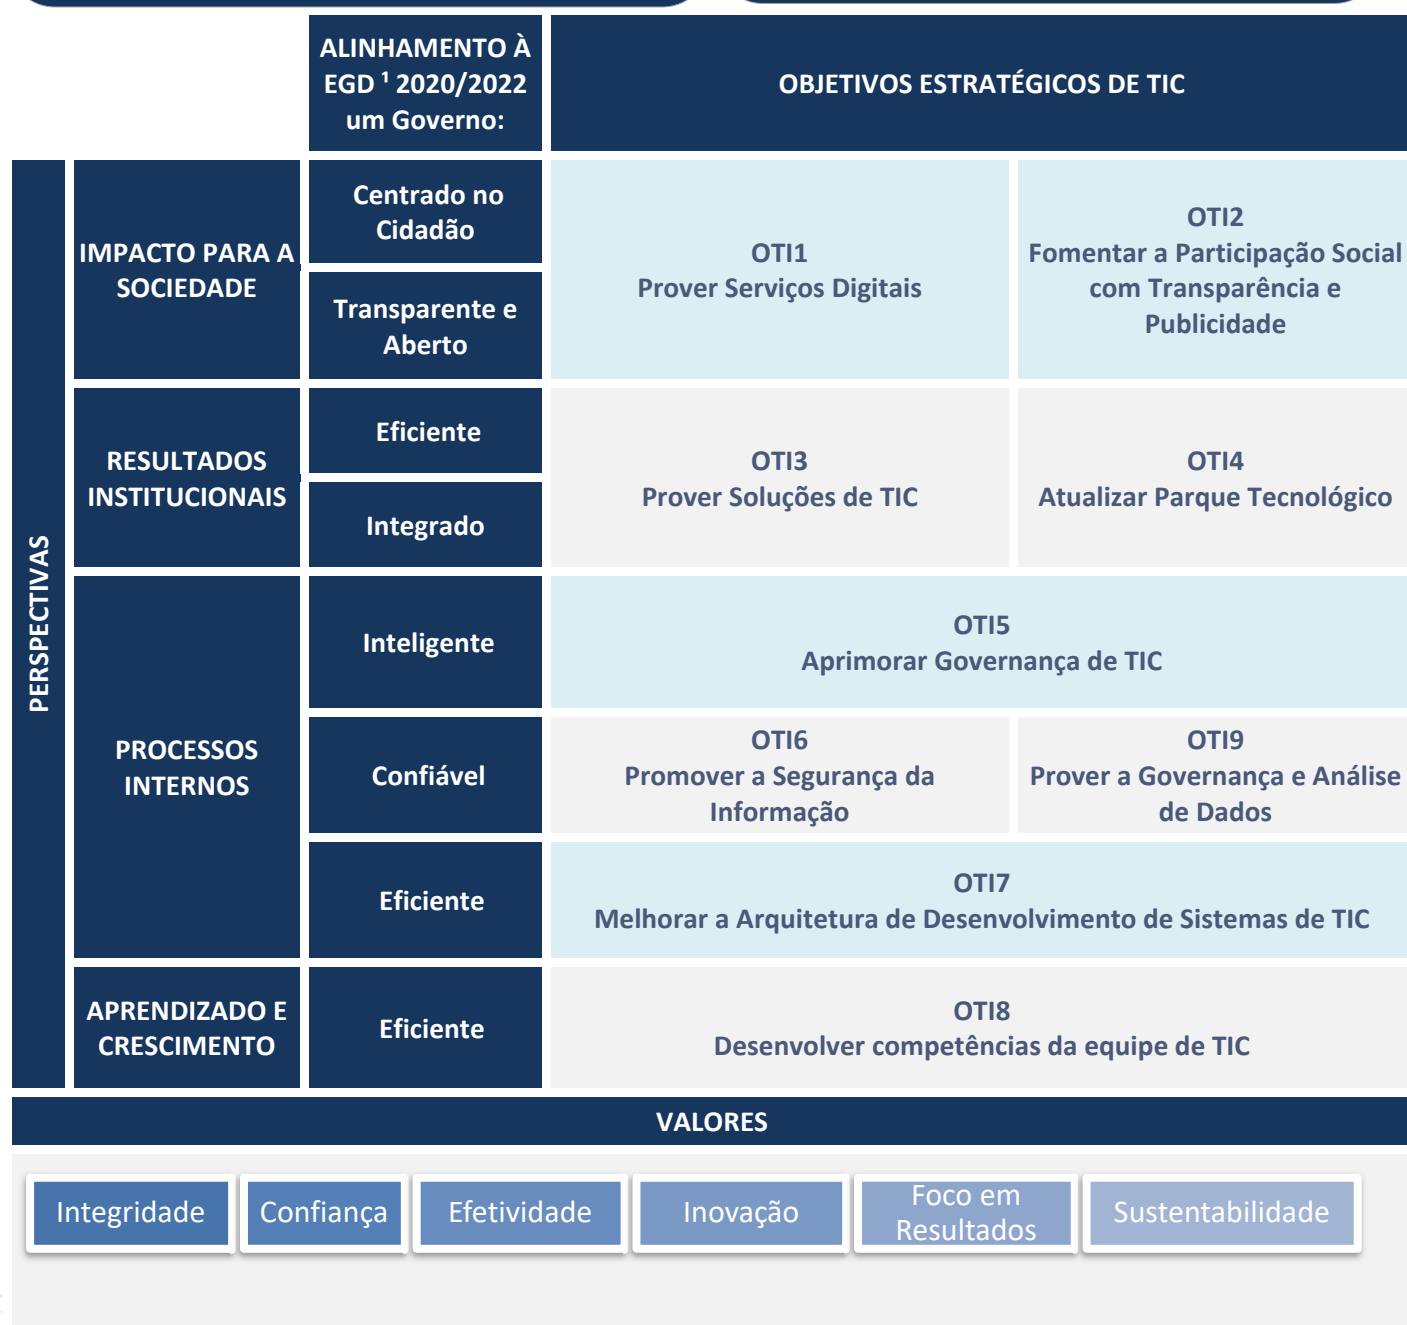 ALINHAMENTO À
EGD ¹ 2020/2022
um Governo:
OBJETIVOS ESTRATÉGICOS DE TIC
PERSPECTIVAS
IMPACTO PARA A
SOCIEDADE
Centrado no
Cidadão
Transparente e
Aberto
OTI1
Prover Serviços Digitais
OTI2
Fomentar a Participação Social
com Transparência e
Publicidade
RESULTADOS
INSTITUCIONAIS
Eficiente
Integrado
OTI3
Prover Soluções de TIC
OTI4
Atualizar Parque Tecnológico
PROCESSOS
INTERNOS
Inteligente
OTI5
Aprimorar Governança de TIC
Confiável
OTI6
Promover a Segurança da
Informação
OTI9
Prover a Governança e Análise
de Dados
Eficiente
OTI7
Melhorar a Arquitetura de Desenvolvimento de Sistemas de TIC
APRENDIZADO E
CRESCIMENTO
Eficiente
OTI8
Desenvolver competências da equipe de TIC
VALORES
Integridade
Confiança
Efetividade
Inovação
Foco em
Resultados
Sustentabilidade